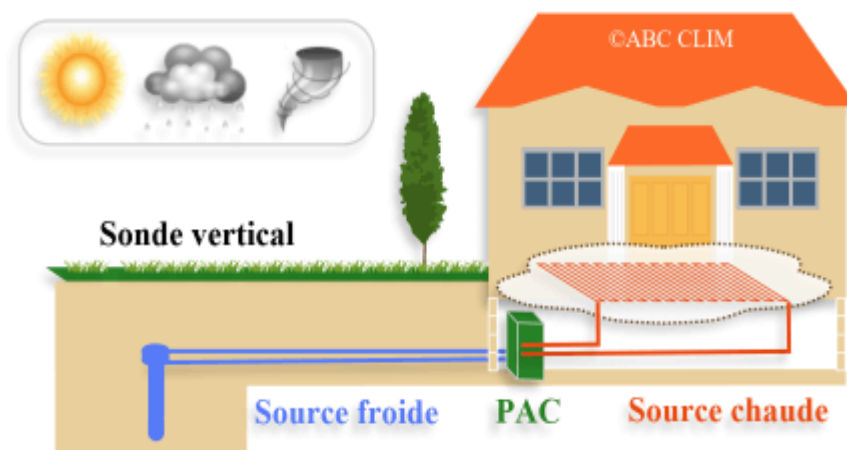 ©ABC CLIM
Sonde vertical
Source froide
PAC
Source chaude